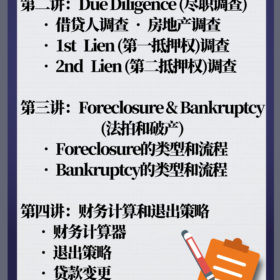 第二讲：Due Diligence (尽职调查)
· 借贷人调查 · 房地产调查
· 1st Lien (第一抵押权)调查
· 2nd Lien (第二抵押权)调查
第三讲：Foreclosure & Bankruptcy
(法拍和破产)
· Foreclosure的类型和流程
· Bankruptcy的类型和流程
第四讲：财务计算和退出策略
· 财务计算器
· 退出策略
· 贷款变更